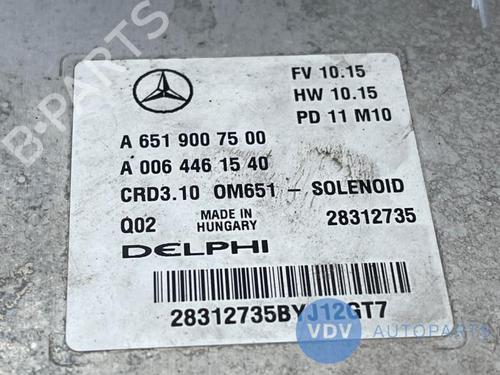 FV 10.15
HW 10.15
PD 11 M10
A 651 900 75 00
A 006 446 15 40
CRD3.10 OM651 - SOLENOID
Q02 MADE IN HUNGARY 28312735
DELPHI
28312735BYJ12GT7
B-PARTS
VDV AUTOPARTS